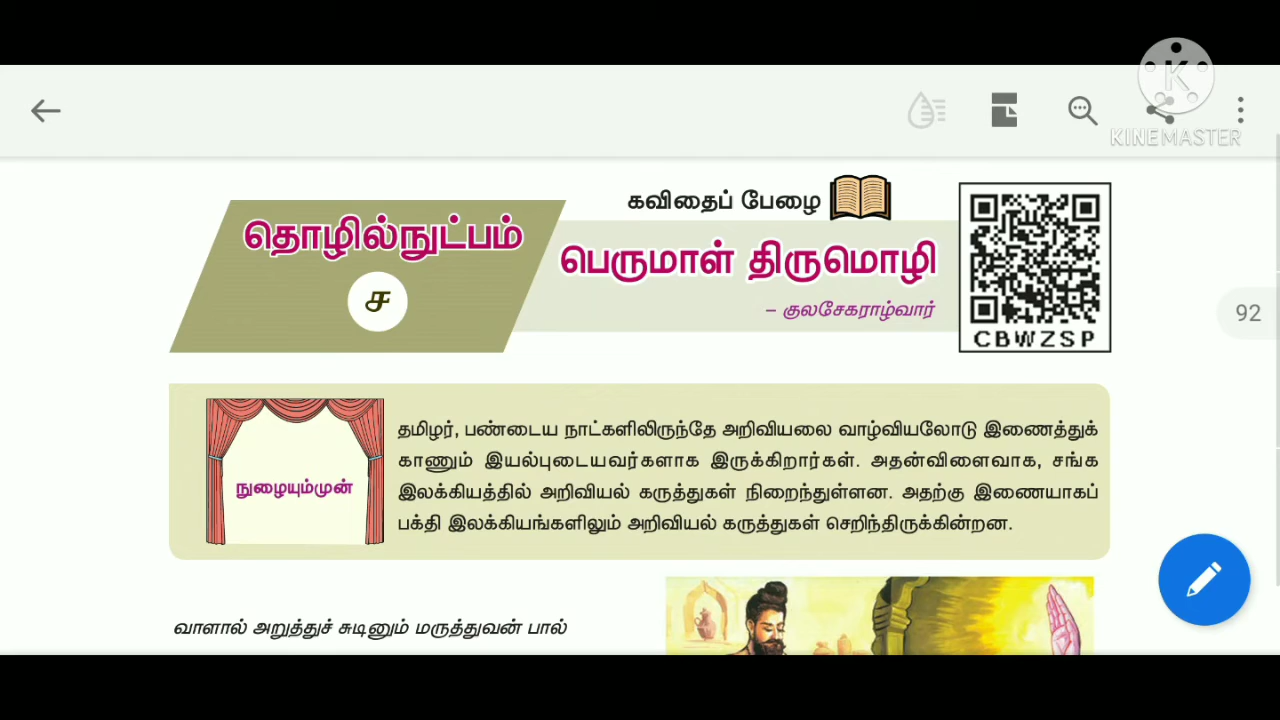 KINEMASTER
கவிதைப் பேழை
தொழில்நுட்பம்
பெருமாள் திருமொழி
௪
– குலசேகராழ்வார்
CBWZSP
92
தமிழர், பண்டைய நாட்களிலிருந்தே அறிவியலை வாழ்வியலோடு இணைத்துக்
காணும் இயல்புடையவர்களாக இருக்கிறார்கள். அதன்விளைவாக, சங்க
நுழையும்முன்
இலக்கியத்தில் அறிவியல் கருத்துகள் நிறைந்துள்ளன. அதற்கு இணையாகப்
பக்தி இலக்கியங்களிலும் அறிவியல் கருத்துகள் செறிந்திருக்கின்றன.
வாளால் அறுத்துச் சுடினும் மருத்துவன் பால்